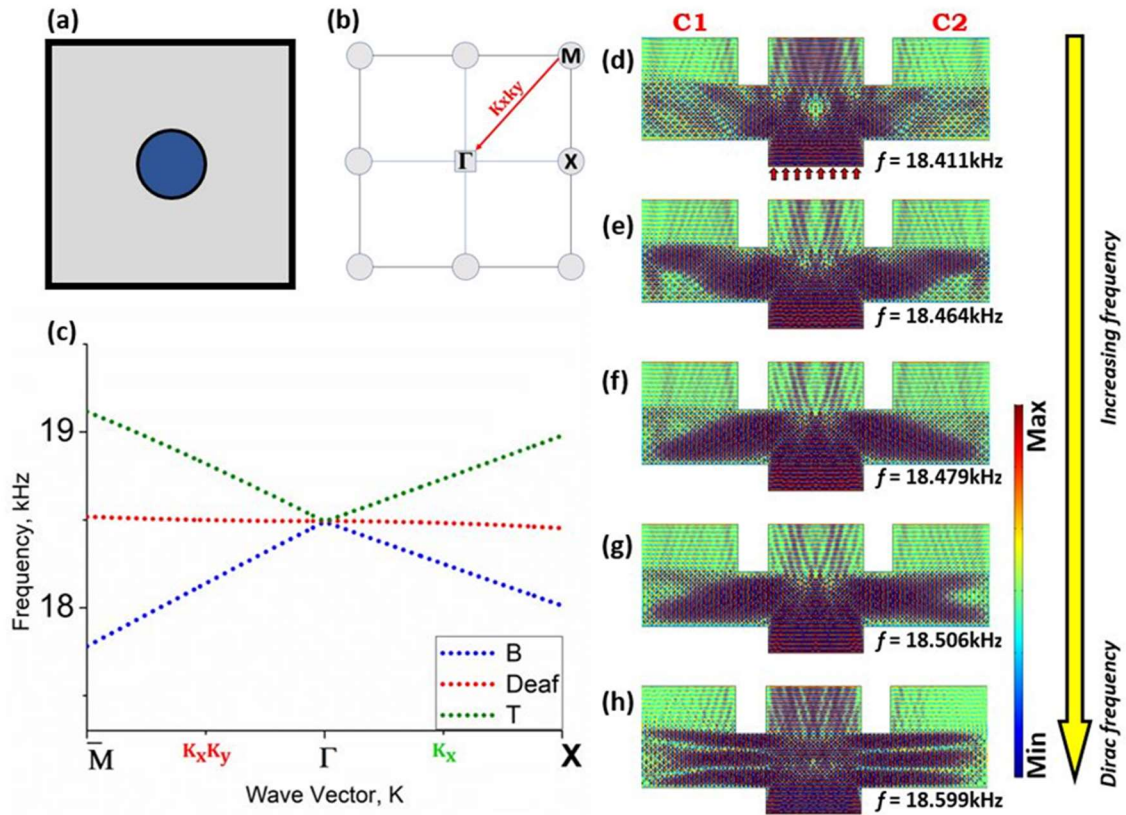 (a)
(b)
M
Kxky
Γ
X
(c)
19
18
Frequency, kHz
B
Deaf
T
M̅
KxKy
Γ
Kx
X
Wave Vector, K
C1
C2
(d)
f = 18.411kHz
(e)
f = 18.464kHz
(f)
f = 18.479kHz
(g)
f = 18.506kHz
(h)
f = 18.599kHz
Max
Min
Increasing frequency
Dirac frequency